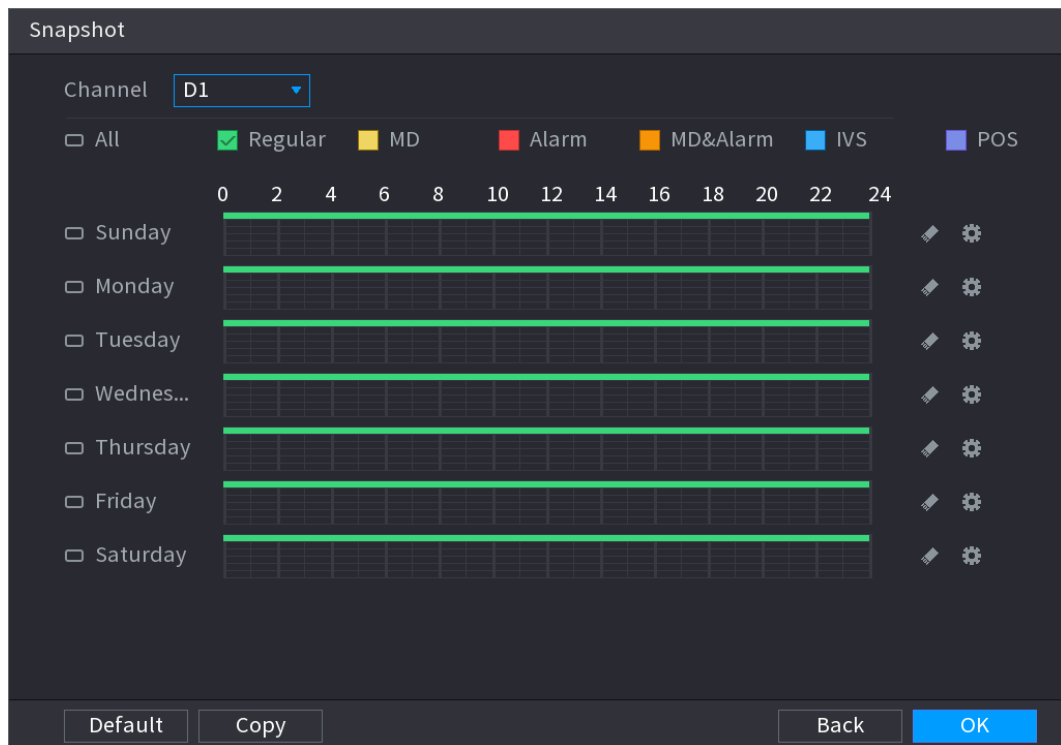 Snapshot
Channel D1
All Regular MD Alarm MD&Alarm IVS POS
0 2 4 6 8 10 12 14 16 18 20 22 24
Sunday
Monday
Tuesday
Wednes...
Thursday
Friday
Saturday
Default Copy Back OK